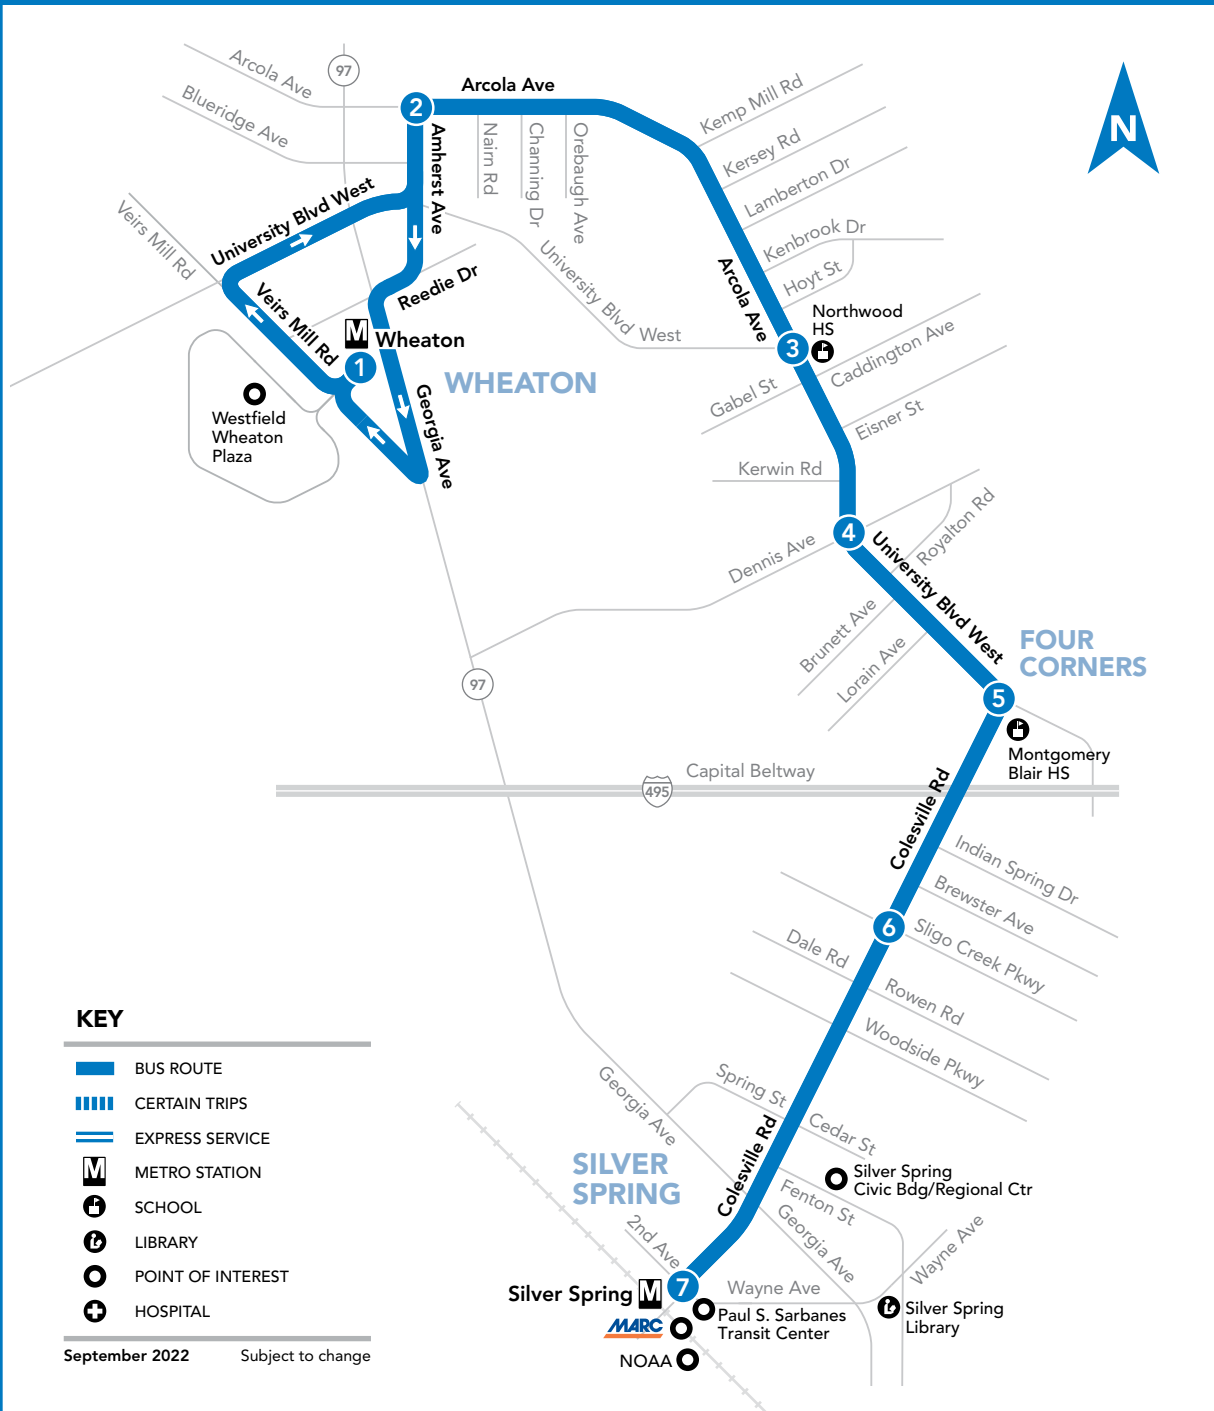 Arcola Ave
97
Arcola Ave
Blueridge Ave
2
Kemp Mill Rd
N
Amherst Ave
Nairn Rd
Channing Dr
Orebaugh Ave
Kersey Rd
Lamberton Dr
University Blvd West
Veirs Mill Rd
Kenbrook Dr
Hoyt St
University Blvd
West
Reedie Dr
Arcola Ave
Veirs Mill Rd
M
Wheaton
1
Northwood
HS
3
Caddington Ave
Gabel St
WHEATON
Georgia Ave
Westfield
Wheaton
Plaza
Eisner St
Kerwin Rd
4
Royalton Rd
Dennis Ave
University Blvd West
Brunett Ave
Lorain Ave
FOUR
CORNERS
97
5
Montgomery
Blair HS
Capital Beltway
495
Colesville Rd
Indian Spring Dr
Brewster Ave
6
Sligo Creek Pkwy
Dale Rd
Rowen Rd
Woodside Pkwy
Georgia Ave
Spring St
Cedar St
Colesville Rd
SILVER
SPRING
Silver Spring
Civic Bdg/Regional Ctr
Fenton St
Georgia Ave
2nd Ave
Wayne Ave
Silver Spring
M
7
Wayne Ave
Paul S. Sarbanes
Transit Center
Silver Spring
Library
MARC
NOAA
KEY
BUS ROUTE
CERTAIN TRIPS
EXPRESS SERVICE
M
METRO STATION
SCHOOL
LIBRARY
POINT OF INTEREST
HOSPITAL
September 2022
Subject to change